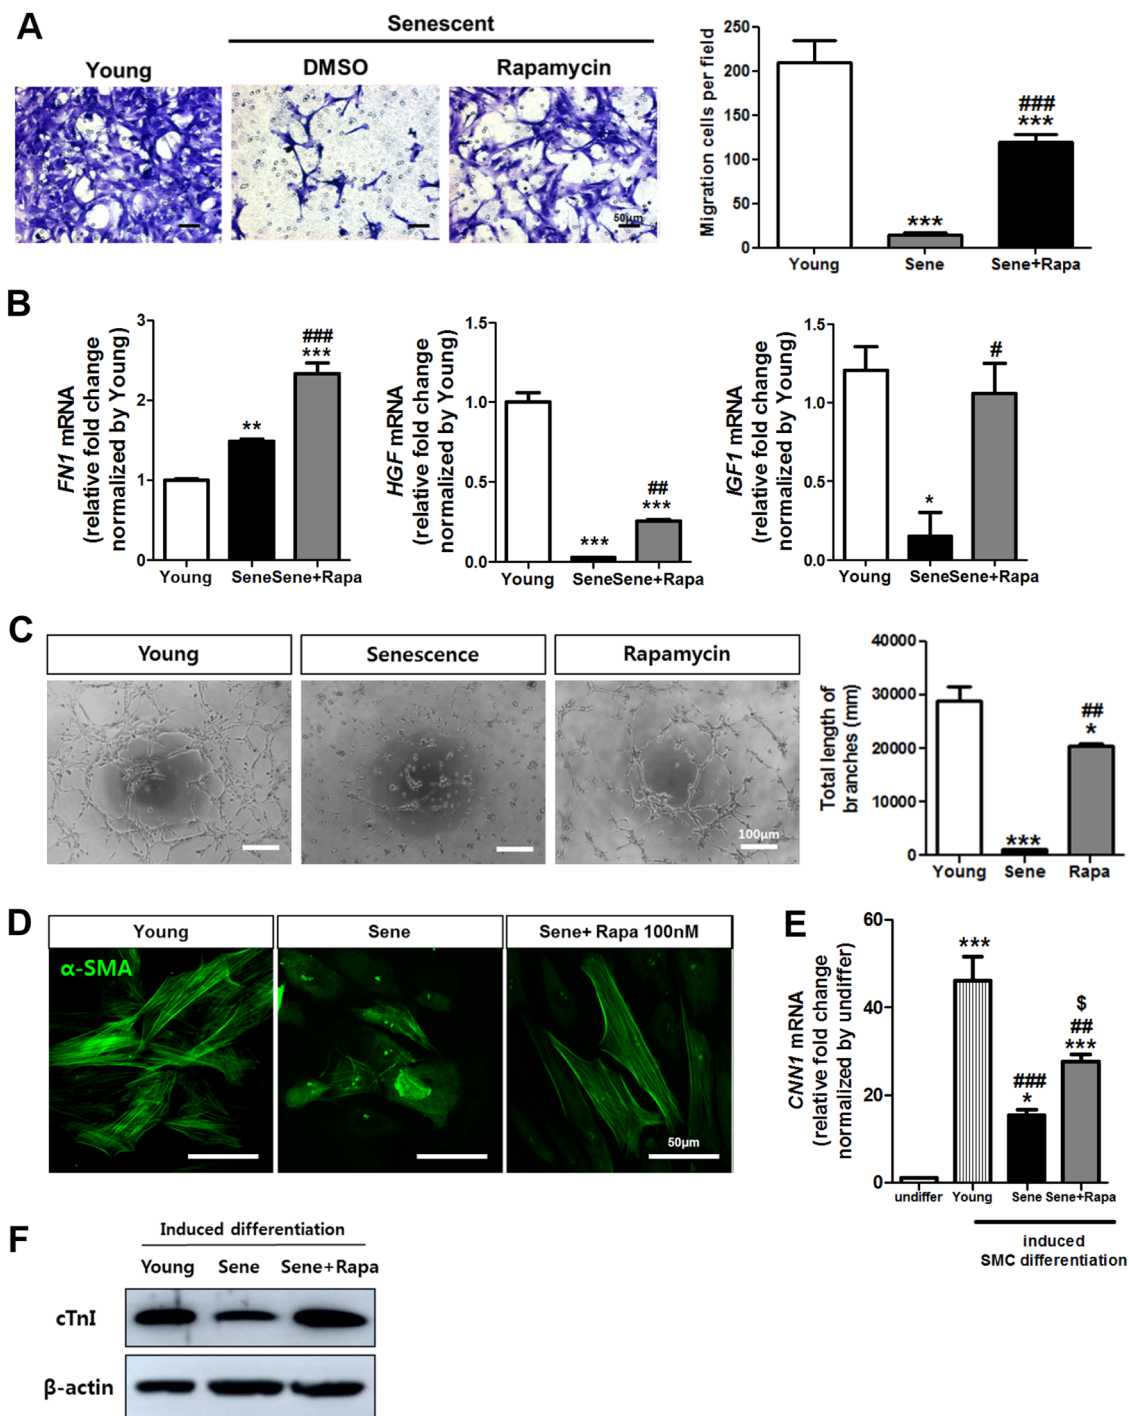 A
Senescent
Young
DMSO
Rapamycin
50μm
Migration cells per field
250
200
150
100
50
0
***
###
***
Young
Sene
Sene+Rapa
B
FN1 mRNA
(relative fold change
normalized by Young)
3
2
1
0
**
###
***
Young
Sene
Sene+Rapa
HGF mRNA
(relative fold change
normalized by Young)
1.5
1.0
0.5
0.0
***
##
***
Young
Sene
Sene+Rapa
IGF1 mRNA
(relative fold change
normalized by Young)
1.5
1.0
0.5
0.0
*
#
Young
Sene
Sene+Rapa
C
Young
Senescence
Rapamycin
100μm
Total length of
branches (mm)
40000
30000
20000
10000
0
***
##
*
Young
Sene
Rapa
D
Young
Sene
Sene+ Rapa 100nM
α-SMA
50μm
E
CNN1 mRNA
(relative fold change
normalized by undiffer)
60
40
20
0
***
###
*
$
##
***
undiffer
Young
Sene
Sene+Rapa
induced
SMC differentiation
F
Induced differentiation
Young
Sene
Sene+Rapa
cTnI
β-actin